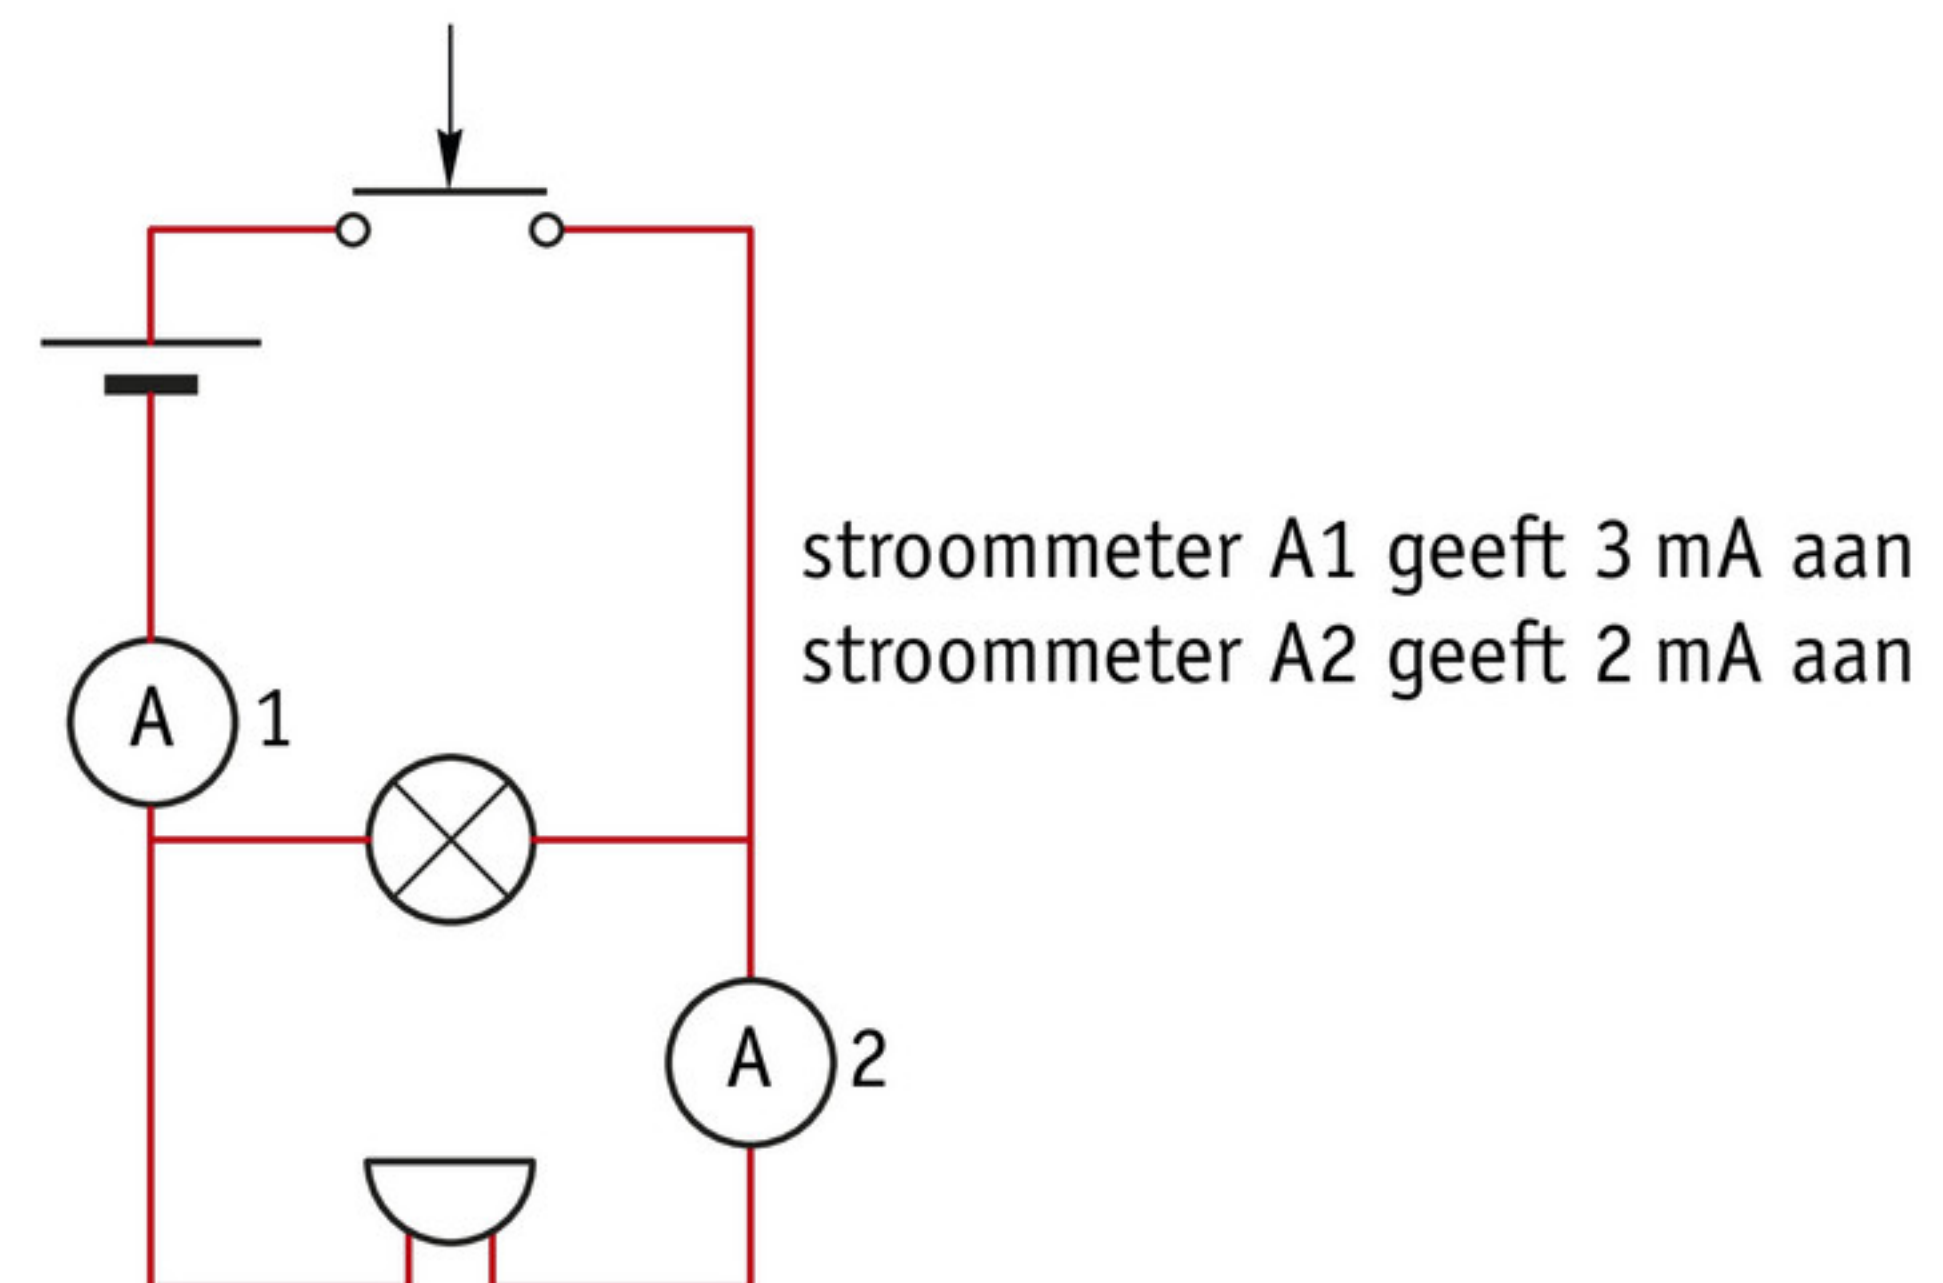 stroommeter A1 geeft 3 mA aan
stroommeter A2 geeft 2 mA aan
A 1
A 2